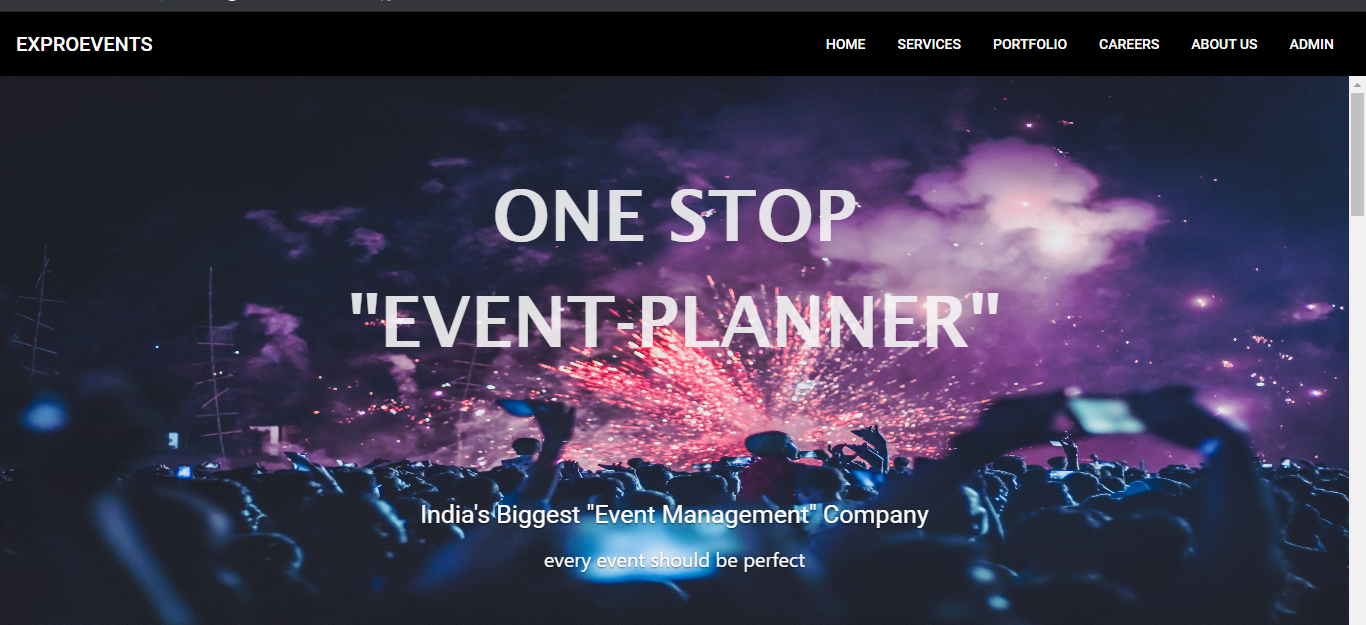 EXPROEVENTS
HOME SERVICES PORTFOLIO CAREERS ABOUT US ADMIN
ONE STOP
"EVENT-PLANNER"
India's Biggest "Event Management" Company
every event should be perfect